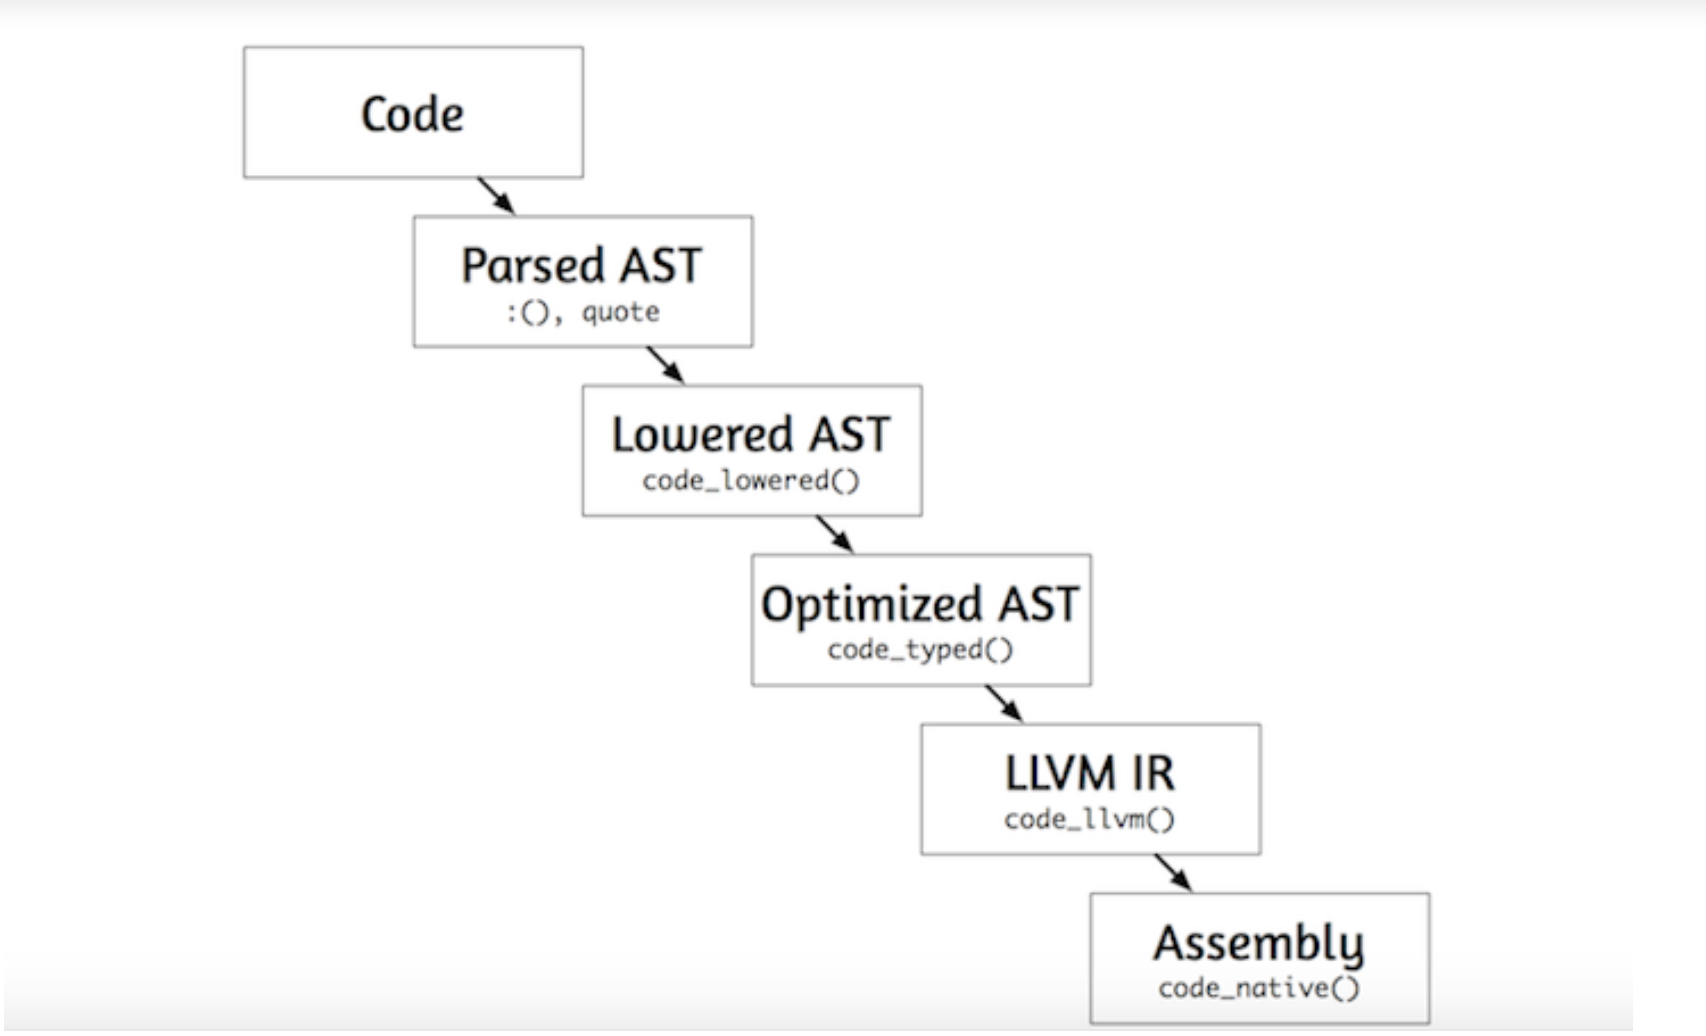 Code
Parsed AST
:(), quote
Lowered AST
code_lowered()
Optimized AST
code_typed()
LLVM IR
code_llvm()
Assembly
code_native()